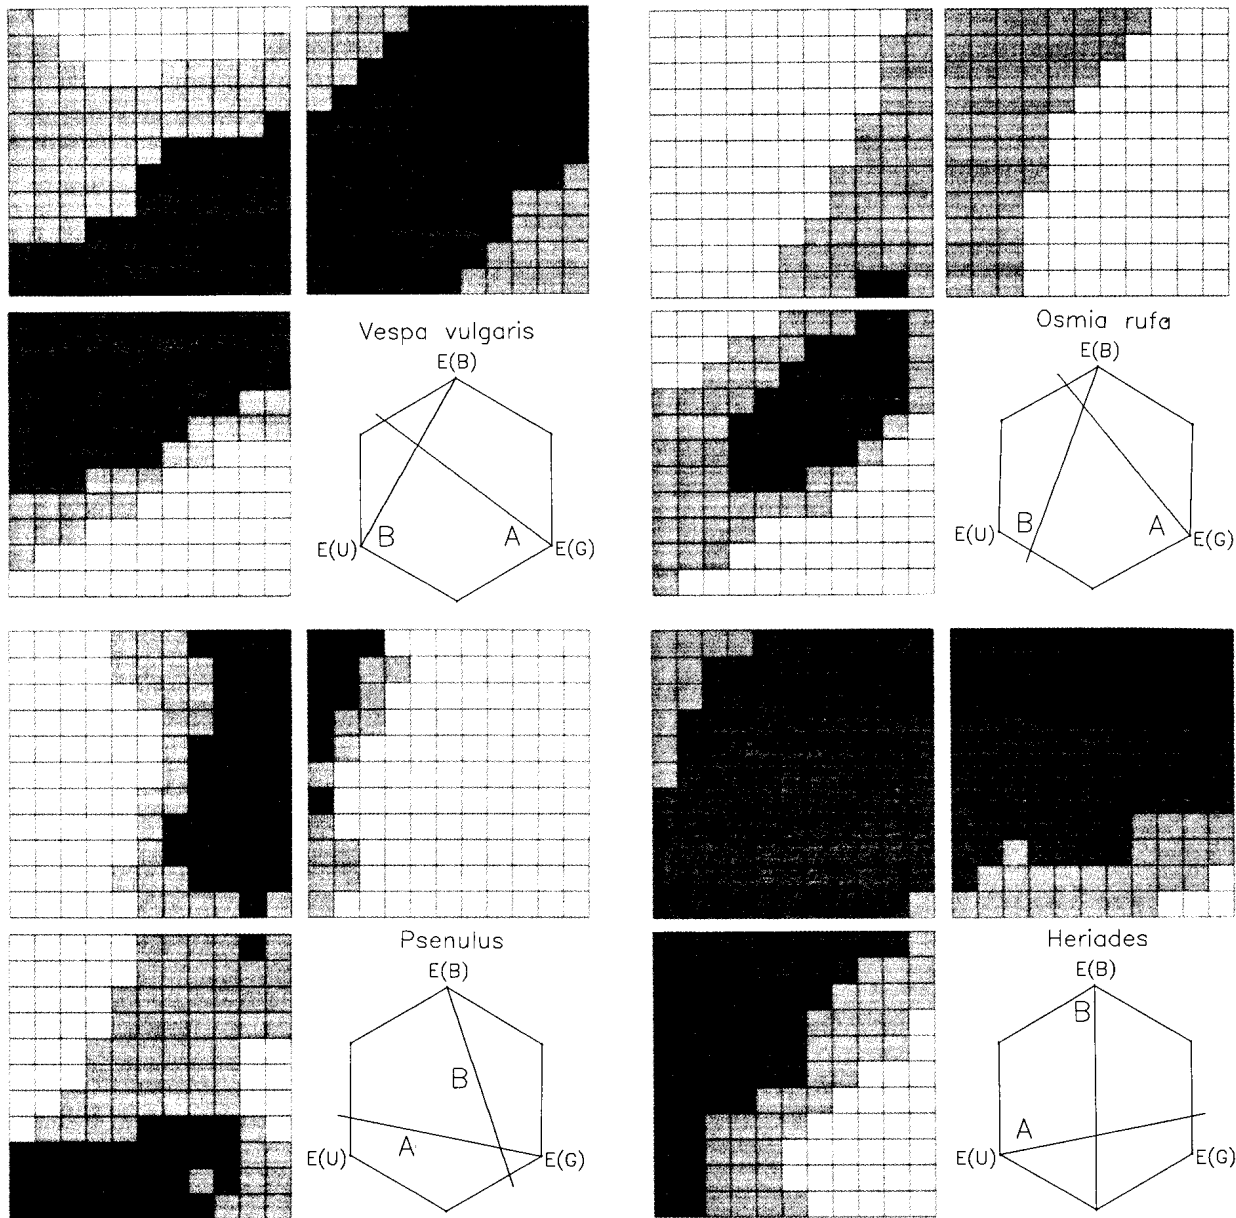 Vespa vulgaris
E(B)
B
A
E(U)
E(G)
Osmia rufa
E(B)
B
A
E(U)
E(G)
Psenulus
E(B)
B
A
E(U)
E(G)
Heriades
E(B)
B
A
E(U)
E(G)